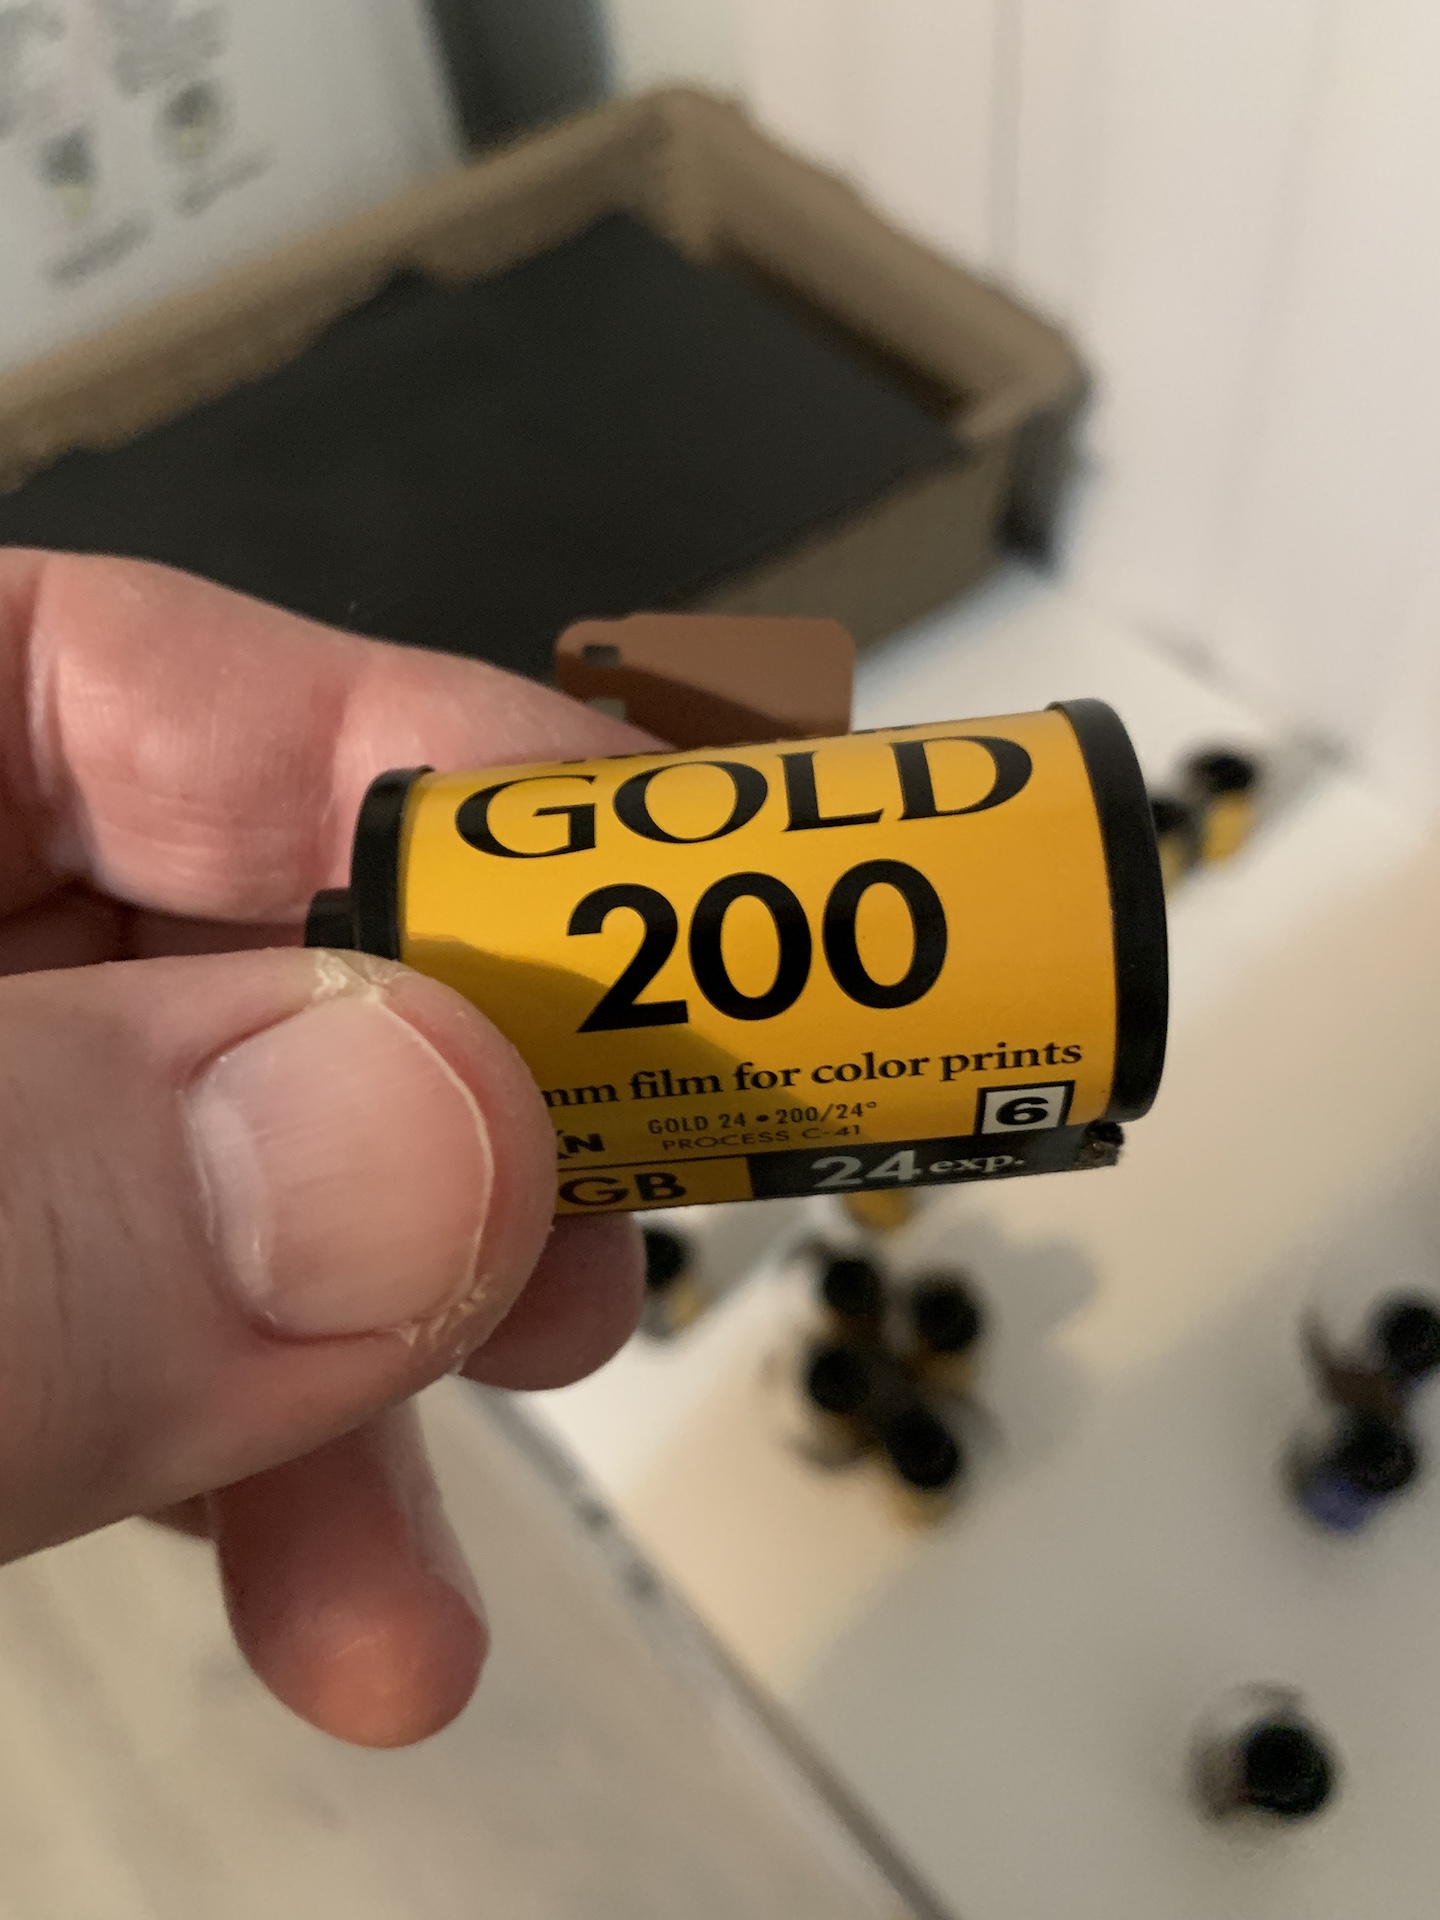 GOLD
200
mm film for color prints
GOLD 24 • 200/24°
6
PROCESS C-41
GB
24 exp.